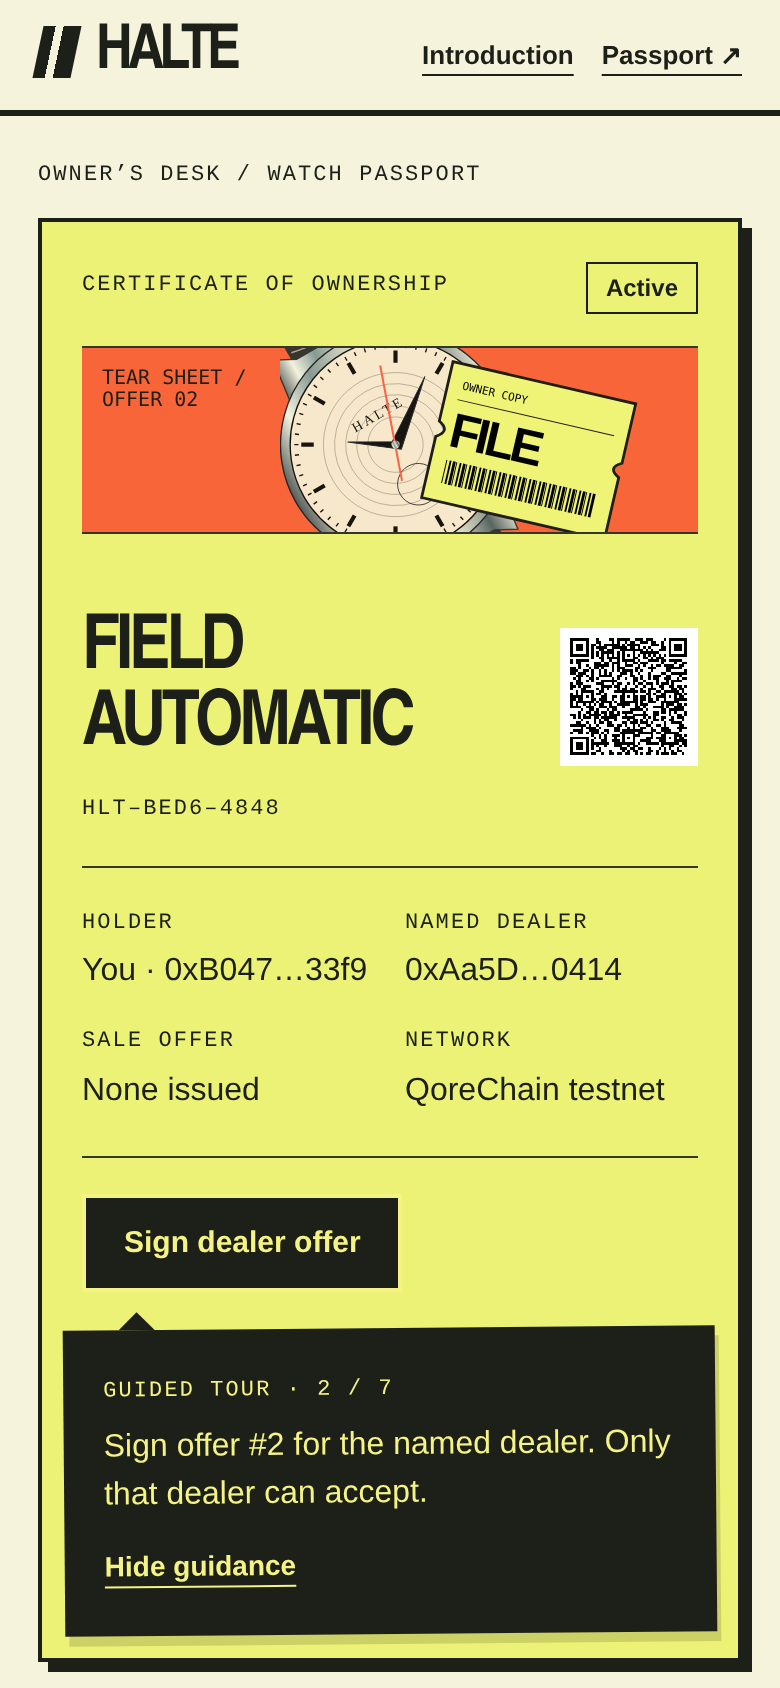 HALTE
Introduction Passport ↗
OWNER’S DESK / WATCH PASSPORT
CERTIFICATE OF OWNERSHIP
Active
TEAR SHEET /
OFFER 02
HALTE
OWNER COPY
FILE
FIELD
AUTOMATIC
HLT–BED6–4848
HOLDER
You · 0xB047…33f9
NAMED DEALER
0xAa5D…0414
SALE OFFER
None issued
NETWORK
QoreChain testnet
Sign dealer offer
GUIDED TOUR · 2 / 7
Sign offer #2 for the named dealer. Only
that dealer can accept.
Hide guidance